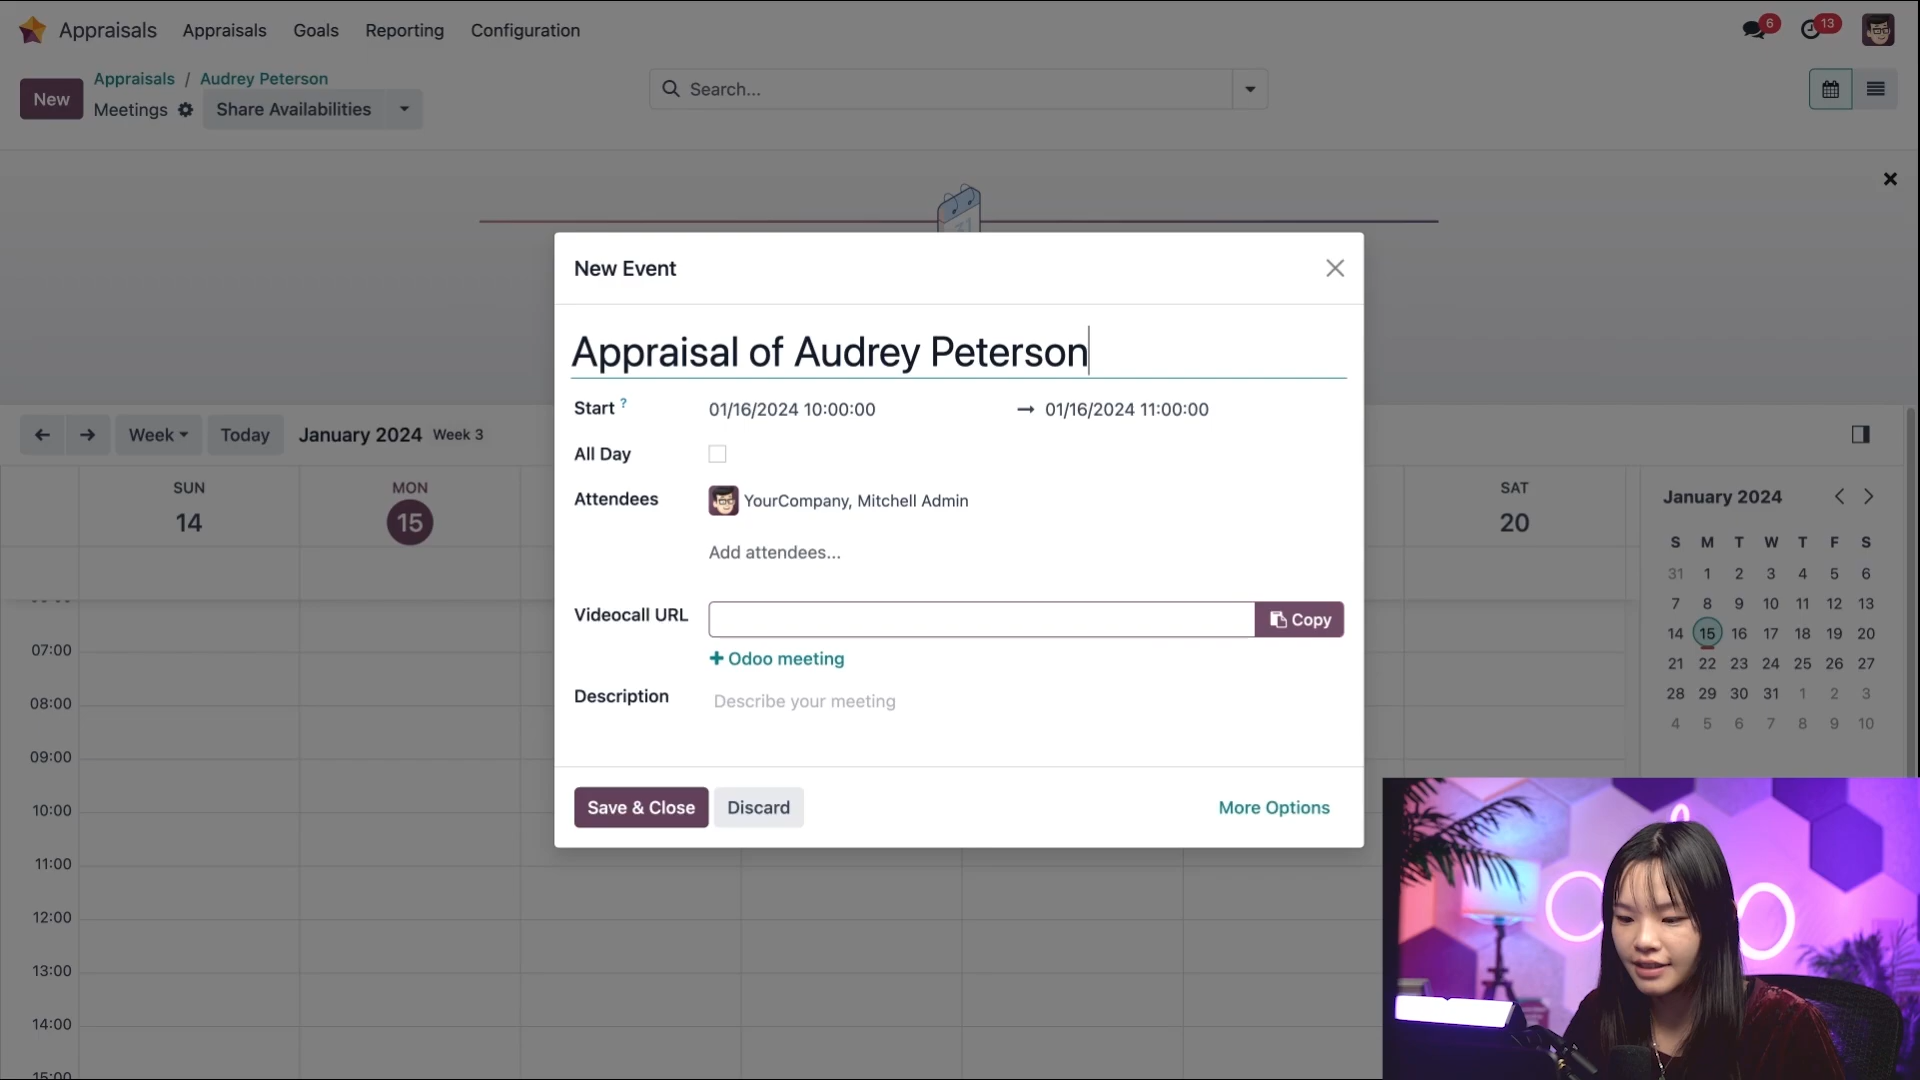 Appraisals Appraisals Goals Reporting Configuration 6 13
New Appraisals / Audrey Peterson
Meetings Share Availabilities
Search...
New Event
Appraisal of Audrey Peterson
Start ? 01/16/2024 10:00:00 → 01/16/2024 11:00:00
All Day
Attendees YourCompany, Mitchell Admin
Add attendees...
Videocall URL Copy
+ Odoo meeting
Description Describe your meeting
Save & Close Discard More Options
Week Today January 2024 Week 3
SUN MON SAT
14 15 20
07:00
08:00
09:00
10:00
11:00
12:00
13:00
14:00
15:00
January 2024
S M T W T F S
31 1 2 3 4 5 6
7 8 9 10 11 12 13
14 15 16 17 18 19 20
21 22 23 24 25 26 27
28 29 30 31 1 2 3
4 5 6 7 8 9 10